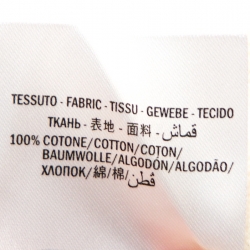 TESSUTO - FABRIC - TISSU - GEWEBE - TECIDO
ТКАНЬ - 表地 - 面料 - قماش
100% COTONE/COTTON/COTON/
BAUMWOLLE/ALGODÓN/ALGODÃO/
ХЛОПОК/綿/棉/قطن